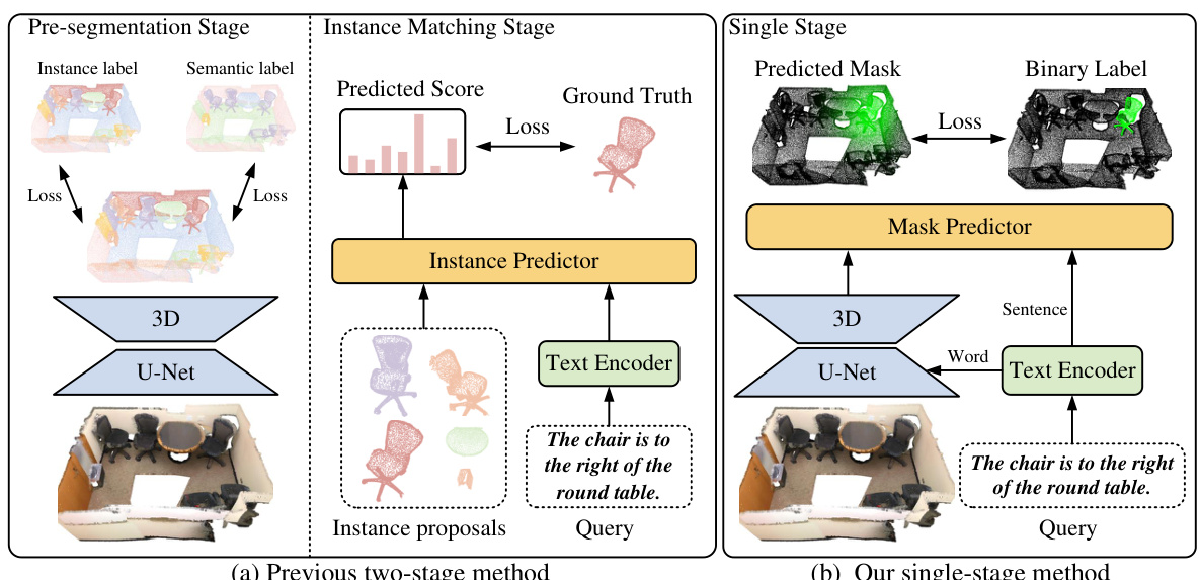 Pre-segmentation Stage
Instance label
Semantic label
Loss
Loss
3D
U-Net
Instance Matching Stage
Predicted Score
Ground Truth
Loss
Instance Predictor
Text Encoder
The chair is to
the right of the
round table.
Instance proposals
Query
(a) Previous two-stage method
Single Stage
Predicted Mask
Binary Label
Loss
Mask Predictor
3D
Sentence
U-Net
Word
Text Encoder
The chair is to the right
of the round table.
Query
(b) Our single-stage method